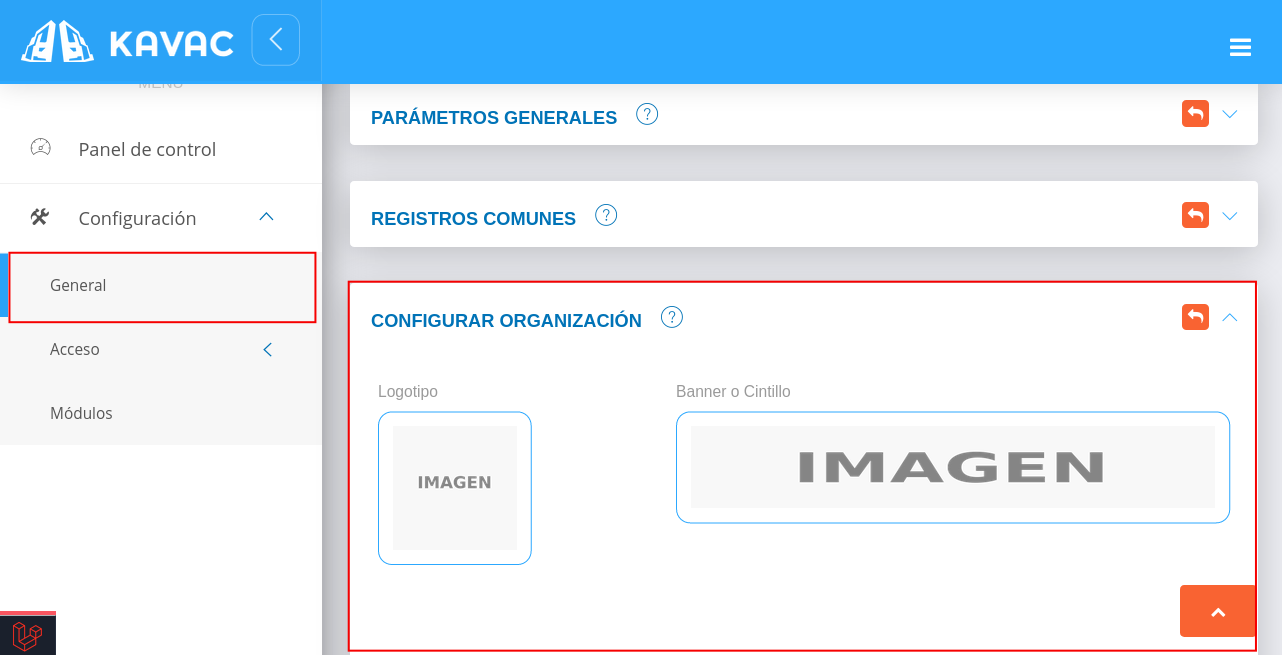 KAVAC
MENÚ
Panel de control
Configuración
General
Acceso
Módulos
PARÁMETROS GENERALES ?
REGISTROS COMUNES ?
CONFIGURAR ORGANIZACIÓN ?
Logotipo
IMAGEN
Banner o Cintillo
IMAGEN